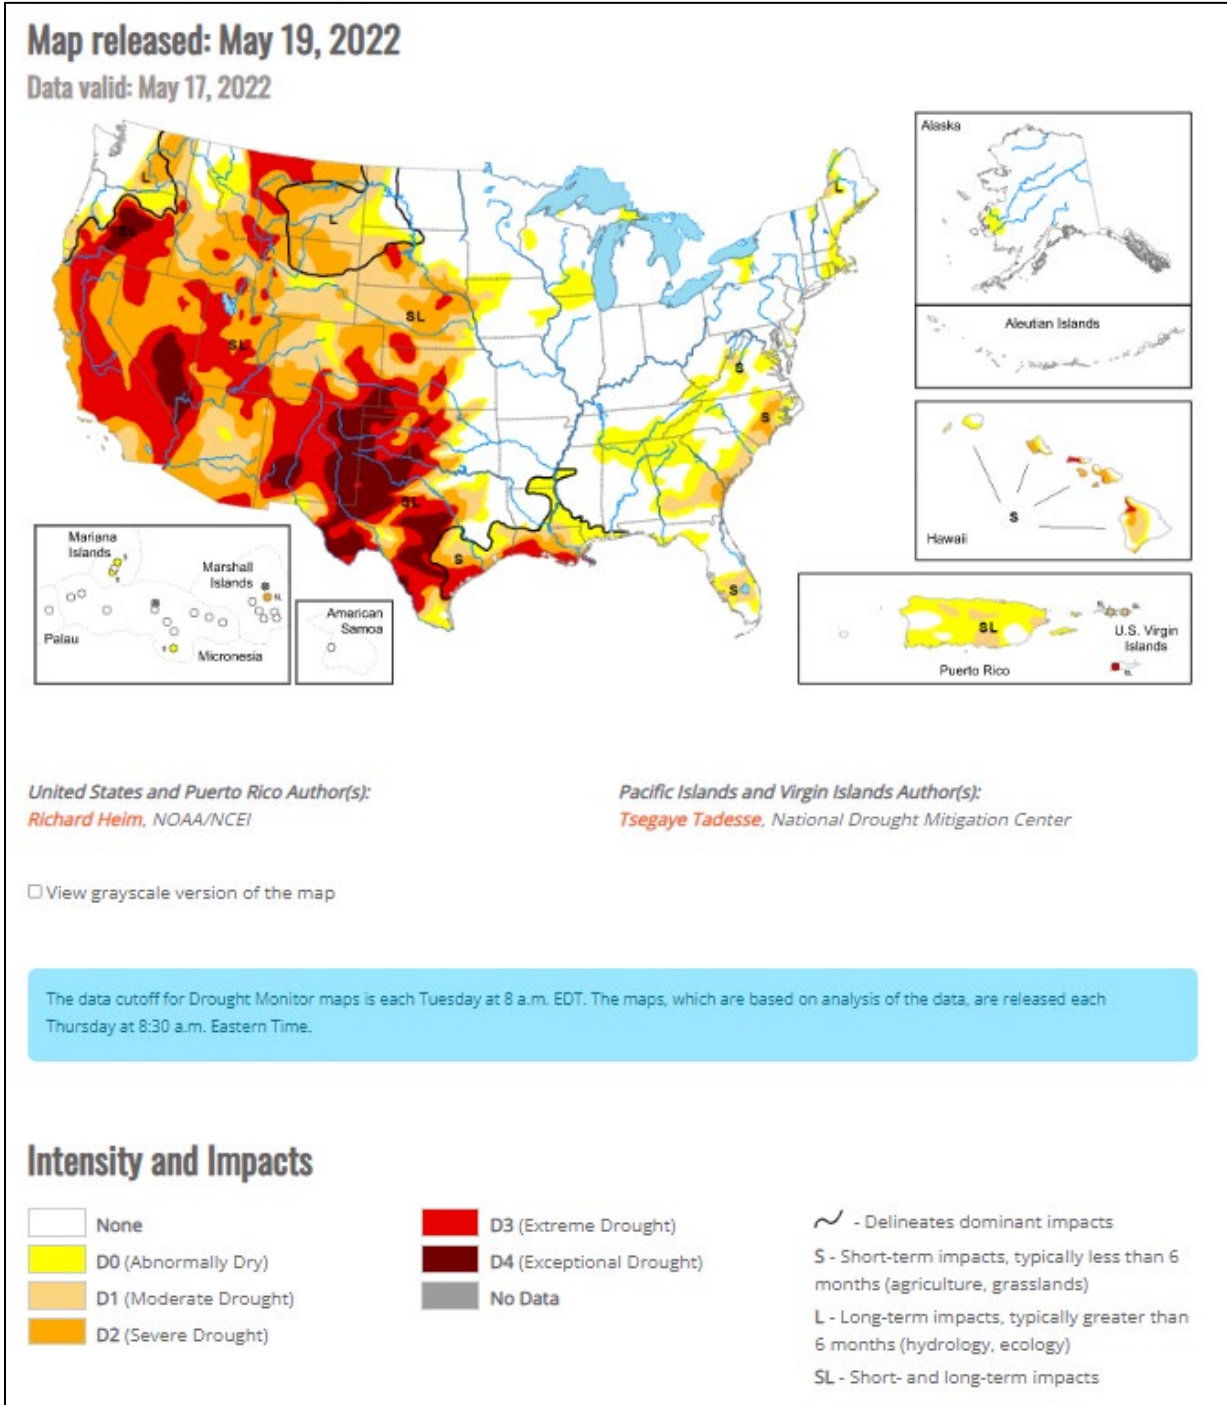 Map released: May 19, 2022
Data valid: May 17, 2022
L
SL
L
SL
SL
SL
S
S
S
S
L
Alaska
Aleutian Islands
S
Hawaii
Mariana
Islands
Marshall
Islands
Palau
Micronesia
American
Samoa
SL
Puerto Rico
U.S. Virgin
Islands
United States and Puerto Rico Author(s):
Richard Heim, NOAA/NCEI
Pacific Islands and Virgin Islands Author(s):
Tsegaye Tadesse, National Drought Mitigation Center
View grayscale version of the map
The data cutoff for Drought Monitor maps is each Tuesday at 8 a.m. EDT. The maps, which are based on analysis of the data, are released each
Thursday at 8:30 a.m. Eastern Time.
Intensity and Impacts
None
D0 (Abnormally Dry)
D1 (Moderate Drought)
D2 (Severe Drought)
D3 (Extreme Drought)
D4 (Exceptional Drought)
No Data
- Delineates dominant impacts
S - Short-term impacts, typically less than 6
months (agriculture, grasslands)
L - Long-term impacts, typically greater than
6 months (hydrology, ecology)
SL - Short- and long-term impacts